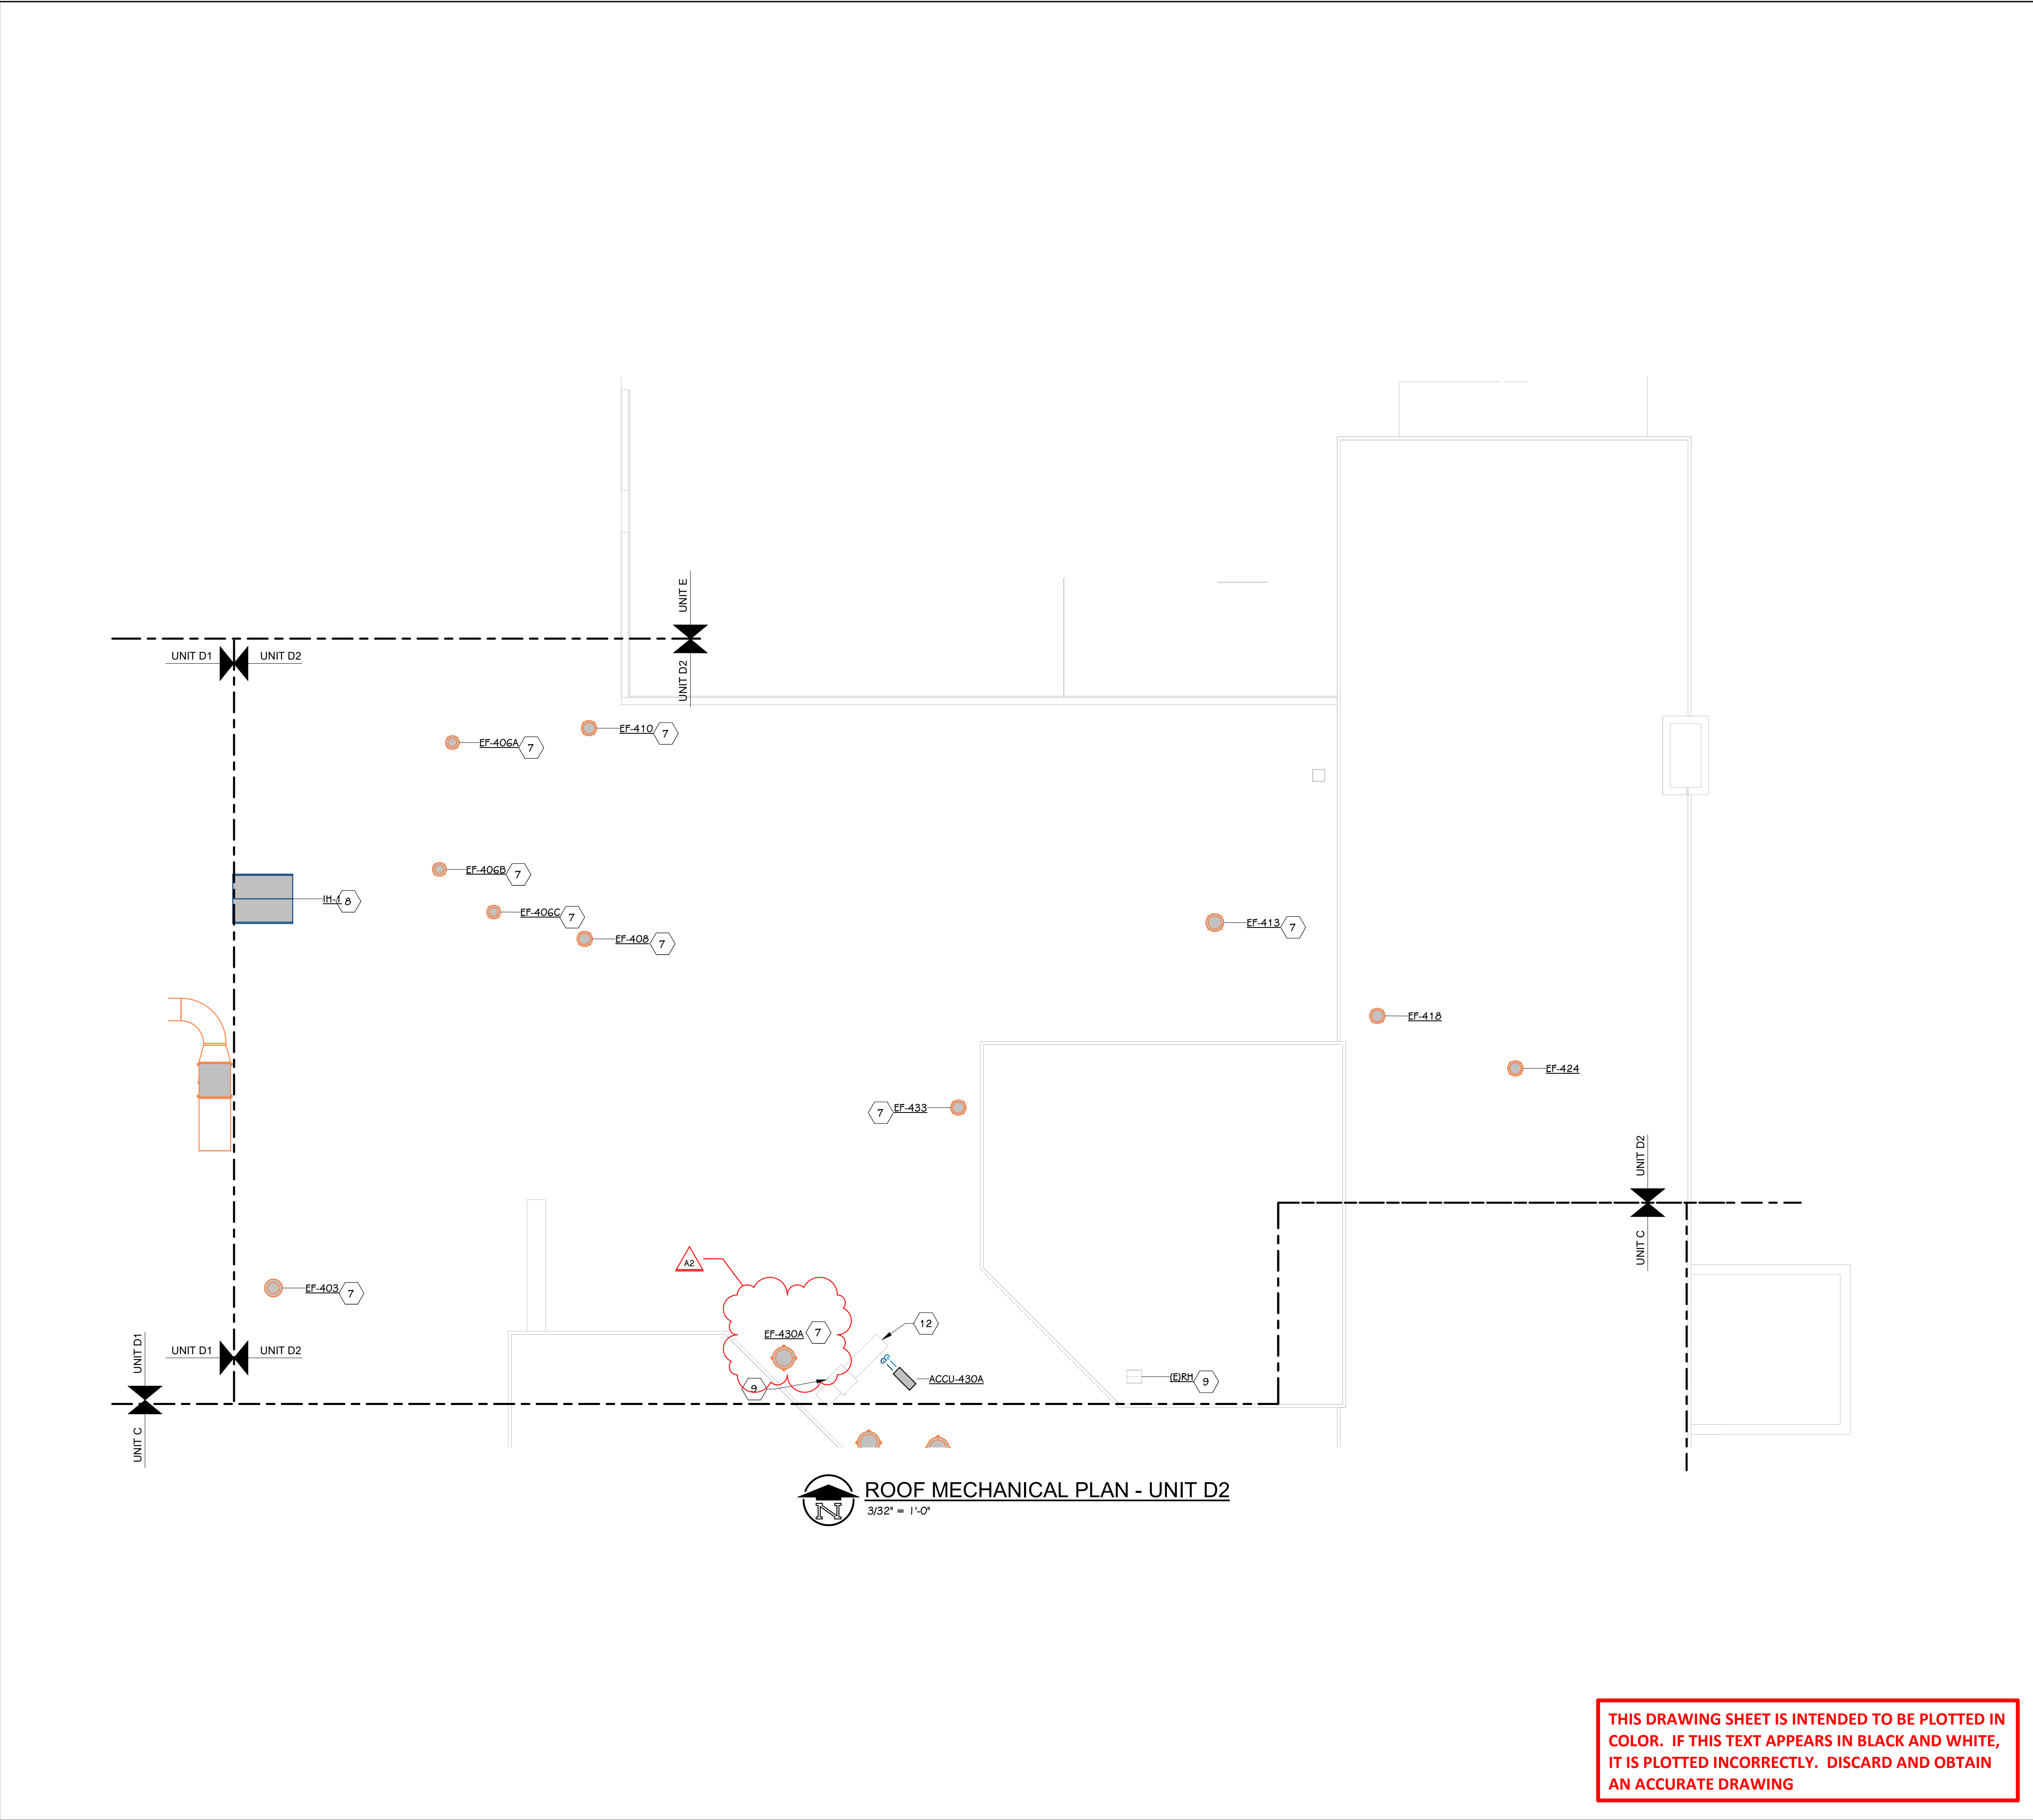 UNIT E
UNIT D2
UNIT D1
UNIT D2
EF-410
7
EF-406A
7
EF-406B
7
IH-1
8
EF-406C
7
EF-408
7
EF-413
7
EF-418
EF-424
EF-433
7
UNIT D2
UNIT C
A2
EF-403
7
EF-430A
7
12
UNIT D1
UNIT C
UNIT D1
UNIT D2
9
ACCU-430A
(E)RH
9
N
ROOF MECHANICAL PLAN - UNIT D2
3/32" = 1'-0"
THIS DRAWING SHEET IS INTENDED TO BE PLOTTED IN
COLOR. IF THIS TEXT APPEARS IN BLACK AND WHITE,
IT IS PLOTTED INCORRECTLY. DISCARD AND OBTAIN
AN ACCURATE DRAWING